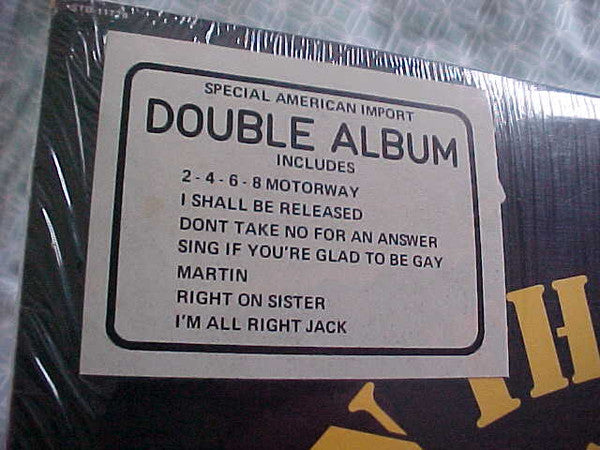 SPECIAL AMERICAN IMPORT
DOUBLE ALBUM
INCLUDES
2-4-6-8 MOTORWAY
I SHALL BE RELEASED
DONT TAKE NO FOR AN ANSWER
SING IF YOU'RE GLAD TO BE GAY
MARTIN
RIGHT ON SISTER
I'M ALL RIGHT JACK